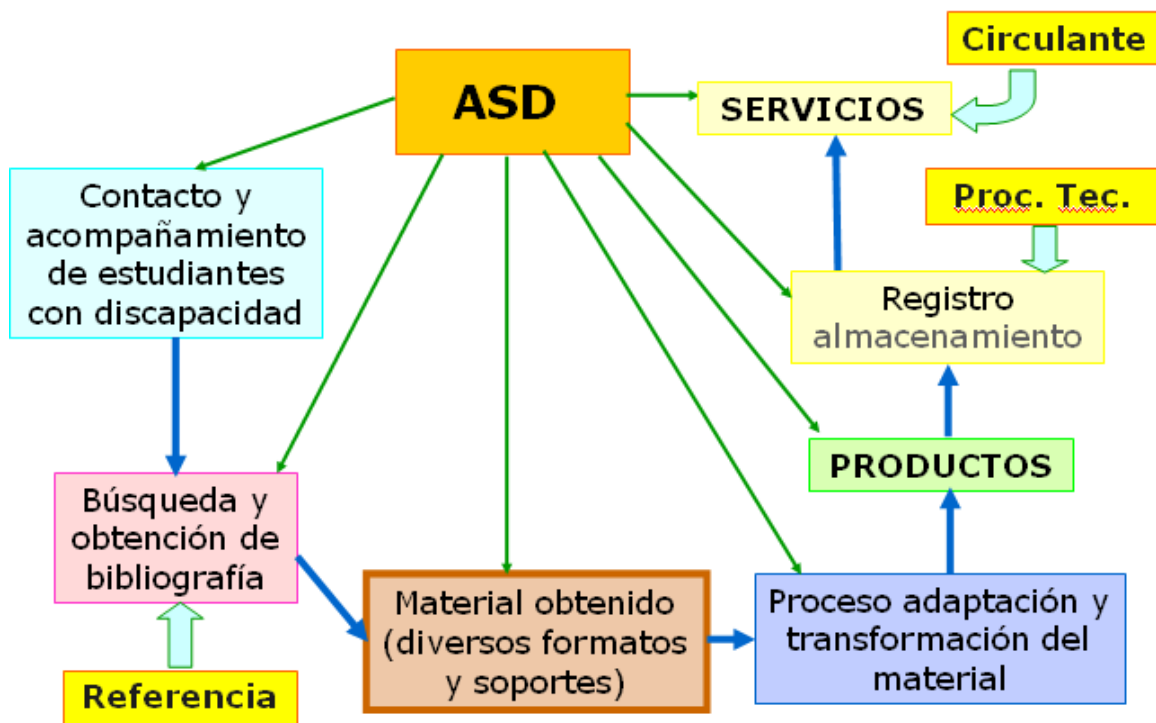 Circulante
ASD
SERVICIOS
Contacto y
acompañamiento
de estudiantes
con discapacidad
Proc. Tec.
Registro
almacenamiento
PRODUCTOS
Búsqueda y
obtención de
bibliografía
Material obtenido
(diversos formatos
y soportes)
Proceso adaptación y
transformación del
material
Referencia